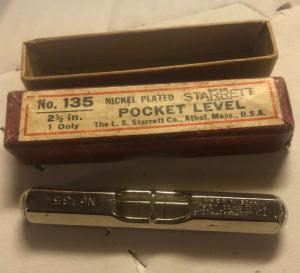 No. 135
2½ in.
1 Only
NICKEL PLATED STARRETT
POCKET LEVEL
The L. S. Starrett Co., Athol, Mass., U.S.A.
No 135